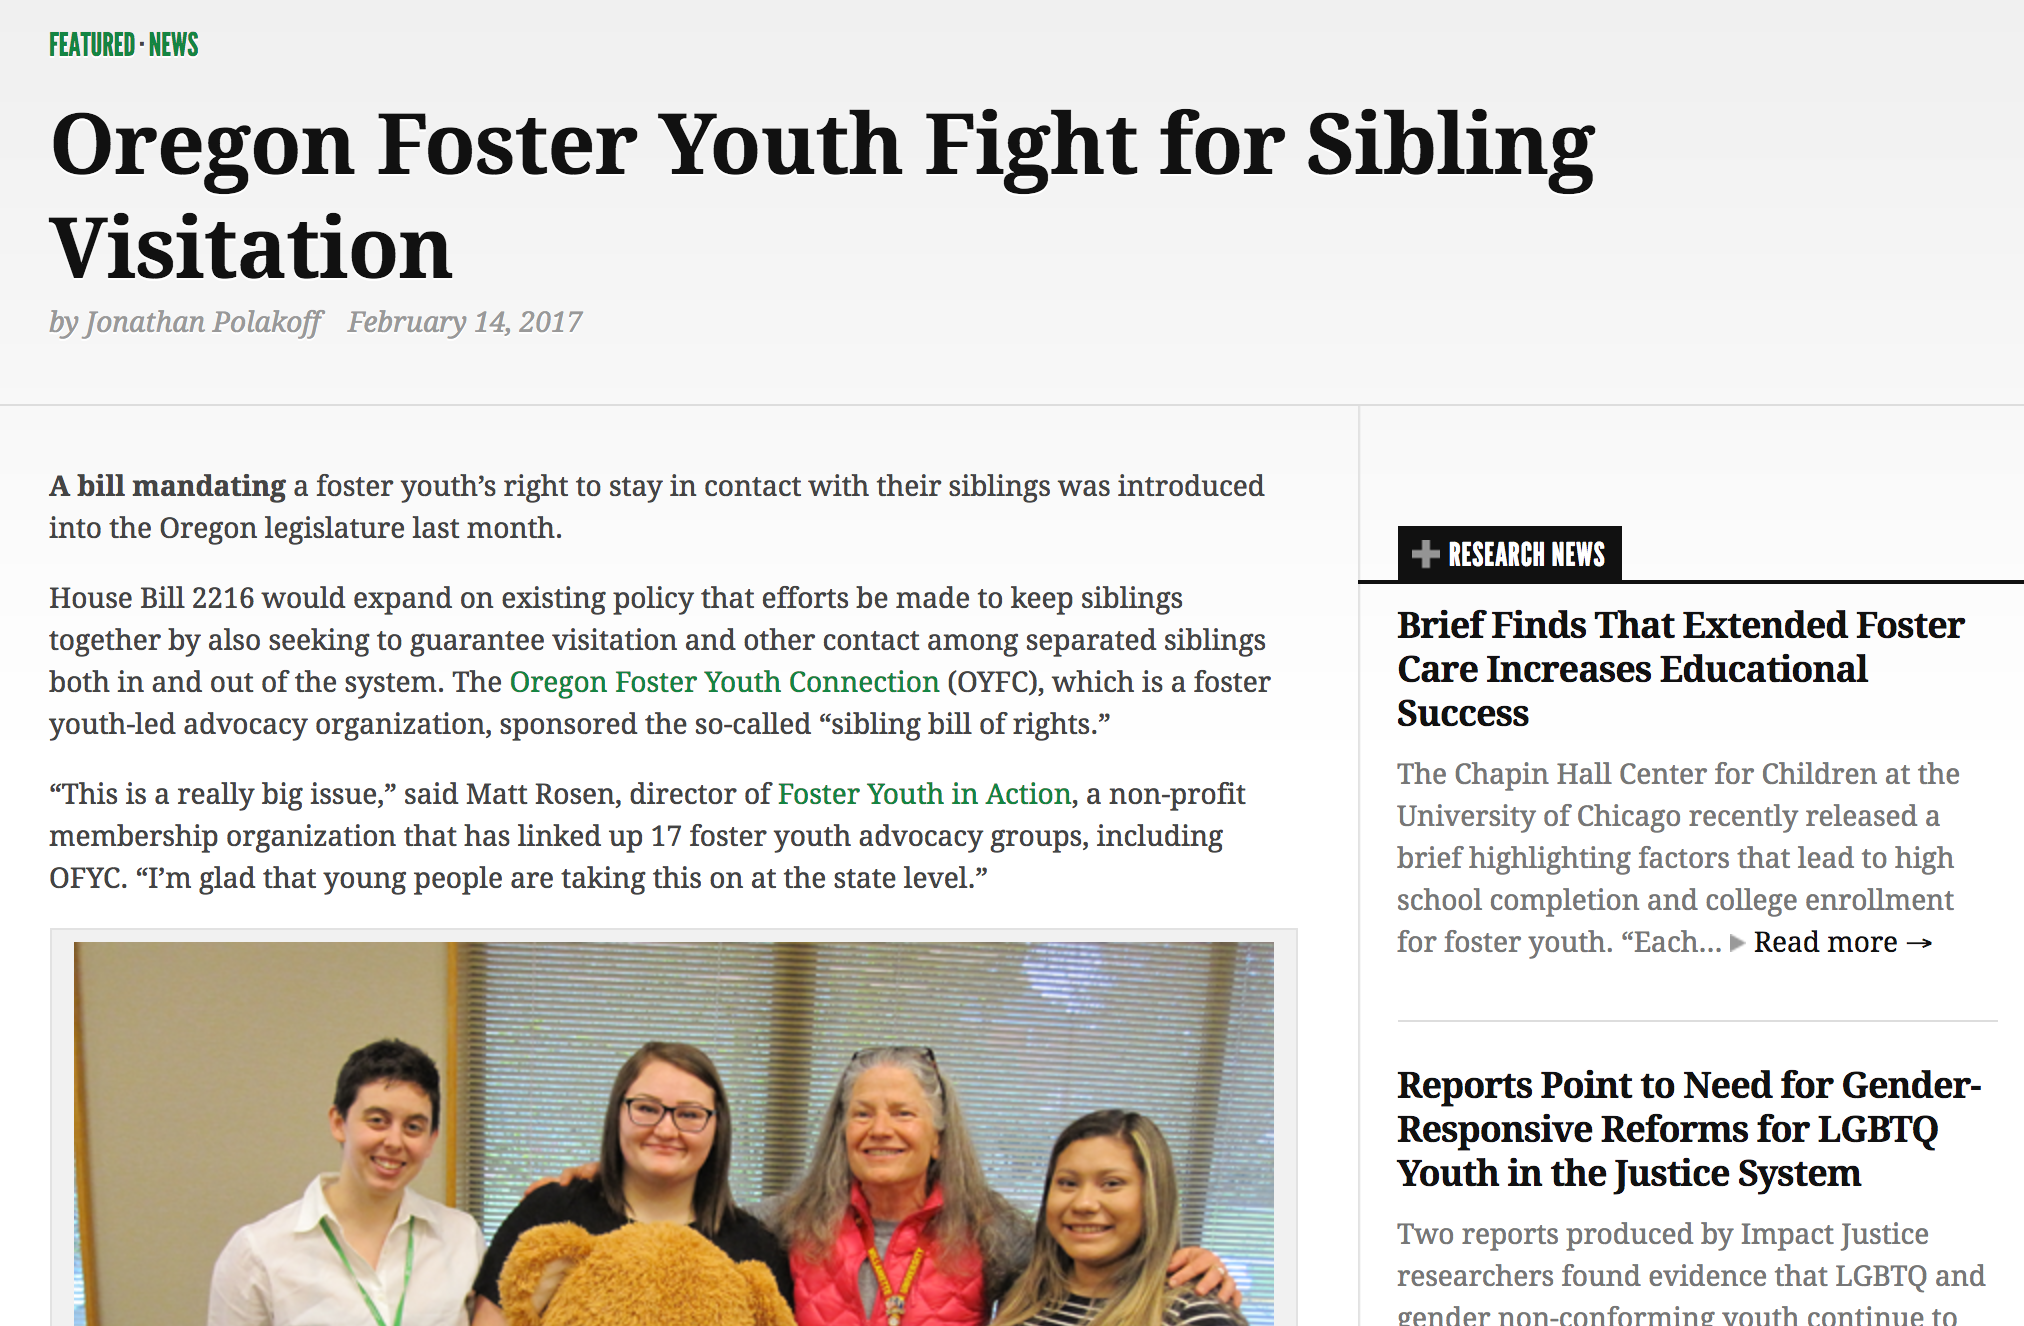 FEATURED · NEWS
Oregon Foster Youth Fight for Sibling
Visitation
by Jonathan Polakoff February 14, 2017
A bill mandating a foster youth’s right to stay in contact with their siblings was introduced
into the Oregon legislature last month.
House Bill 2216 would expand on existing policy that efforts be made to keep siblings
together by also seeking to guarantee visitation and other contact among separated siblings
both in and out of the system. The Oregon Foster Youth Connection (OYFC), which is a foster
youth-led advocacy organization, sponsored the so-called “sibling bill of rights.”
“This is a really big issue,” said Matt Rosen, director of Foster Youth in Action, a non-profit
membership organization that has linked up 17 foster youth advocacy groups, including
OFYC. “I’m glad that young people are taking this on at the state level.”
RESEARCH NEWS
Brief Finds That Extended Foster
Care Increases Educational
Success
The Chapin Hall Center for Children at the
University of Chicago recently released a
brief highlighting factors that lead to high
school completion and college enrollment
for foster youth. “Each... ▶ Read more →
Reports Point to Need for Gender-
Responsive Reforms for LGBTQ
Youth in the Justice System
Two reports produced by Impact Justice
researchers found evidence that LGBTQ and
gender non-conforming youth continue to